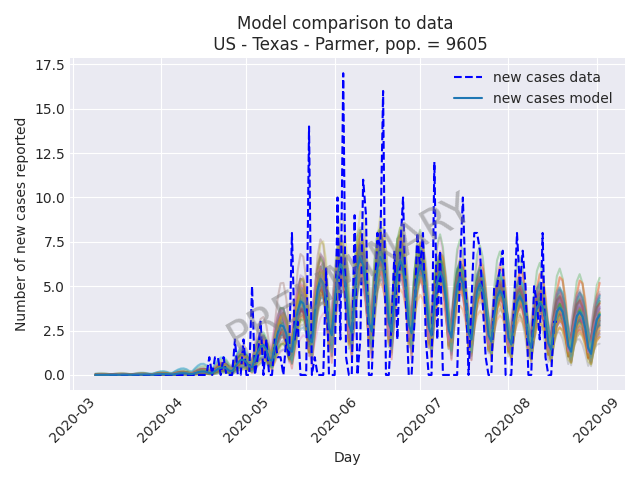 Model comparison to data
US - Texas - Parmer, pop. = 9605
17.5
15.0
12.5
10.0
7.5
5.0
2.5
0.0
Number of new cases reported
new cases data
new cases model
PRELIMINARY
2020-03
2020-04
2020-05
2020-06
2020-07
2020-08
2020-09
Day